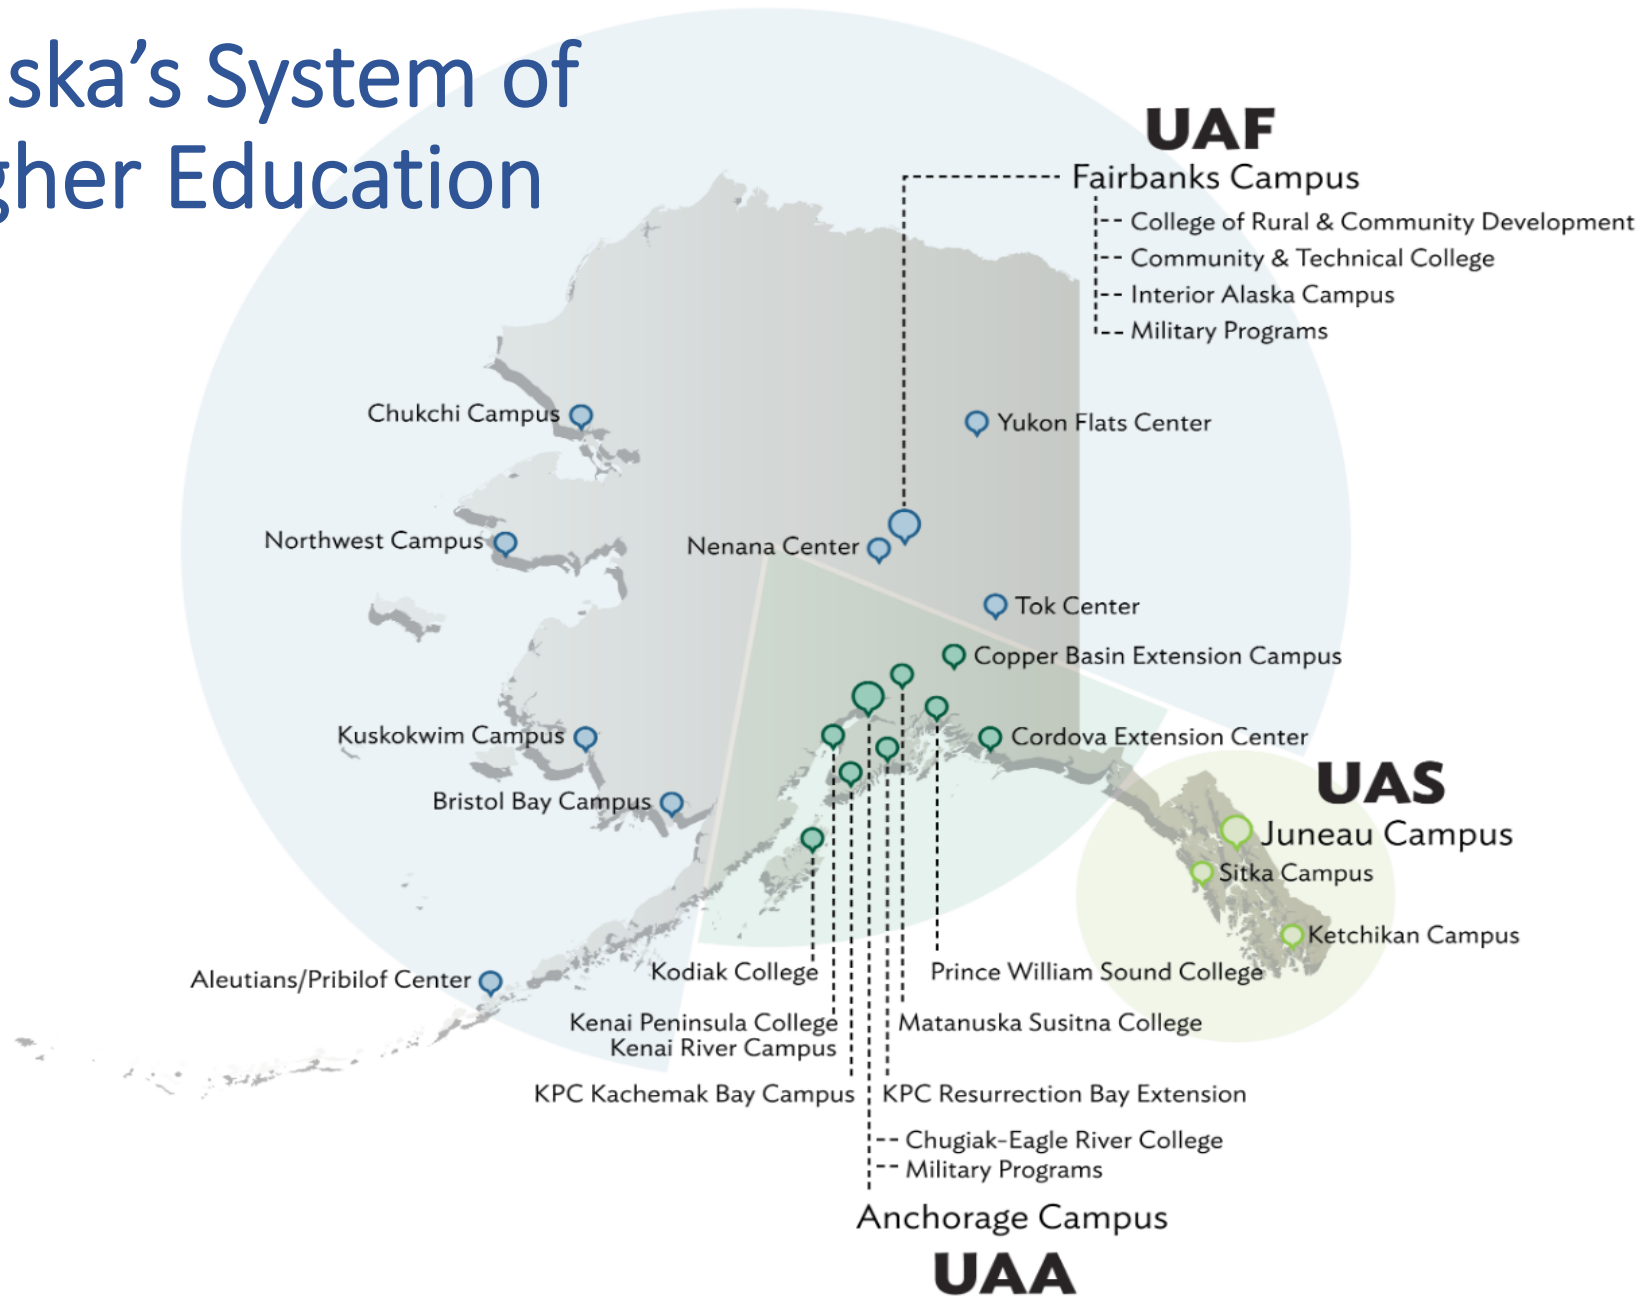 ska's System of
gher Education
UAF
Fairbanks Campus
College of Rural & Community Development
Community & Technical College
Interior Alaska Campus
Military Programs
Chukchi Campus
Yukon Flats Center
Northwest Campus
Nenana Center
Tok Center
Copper Basin Extension Campus
Kuskokwim Campus
Cordova Extension Center
Bristol Bay Campus
UAS
Juneau Campus
Sitka Campus
Ketchikan Campus
Aleutians/Pribilof Center
Kodiak College
Prince William Sound College
Kenai Peninsula College
Kenai River Campus
Matanuska Susitna College
KPC Kachemak Bay Campus
KPC Resurrection Bay Extension
Chugiak-Eagle River College
Military Programs
Anchorage Campus
UAA